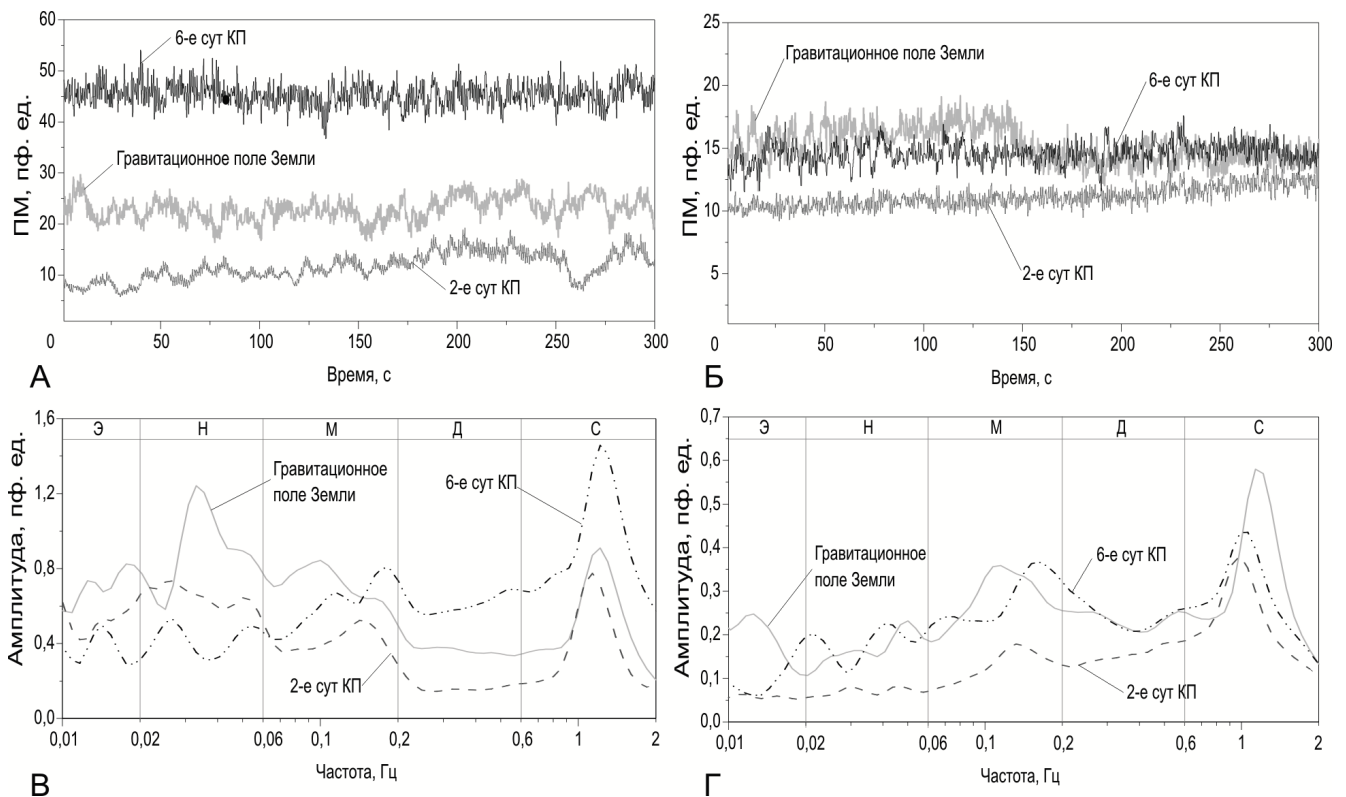 60
50
40
30
20
10
0
ПМ, пф. ед.
6-е сут КП
Гравитационное поле Земли
2-е сут КП
50 100 150 200 250 300
Время, с
А
25
20
15
10
5
0
ПМ, пф. ед.
Гравитационное поле Земли
6-е сут КП
2-е сут КП
50 100 150 200 250 300
Время, с
Б
1,6
1,2
0,8
0,4
0,0
Амплитуда, пф. ед.
Э Н М Д С
Гравитационное
поле Земли
6-е сут КП
2-е сут КП
0,01 0,02 0,06 0,1 0,2 0,6 1 2
Частота, Гц
В
0,7
0,6
0,5
0,4
0,3
0,2
0,1
0,0
Амплитуда, пф. ед.
Э Н М Д С
Гравитационное
поле Земли
6-е сут КП
2-е сут КП
0,01 0,02 0,06 0,1 0,2 0,6 1 2
Частота, Гц
Г